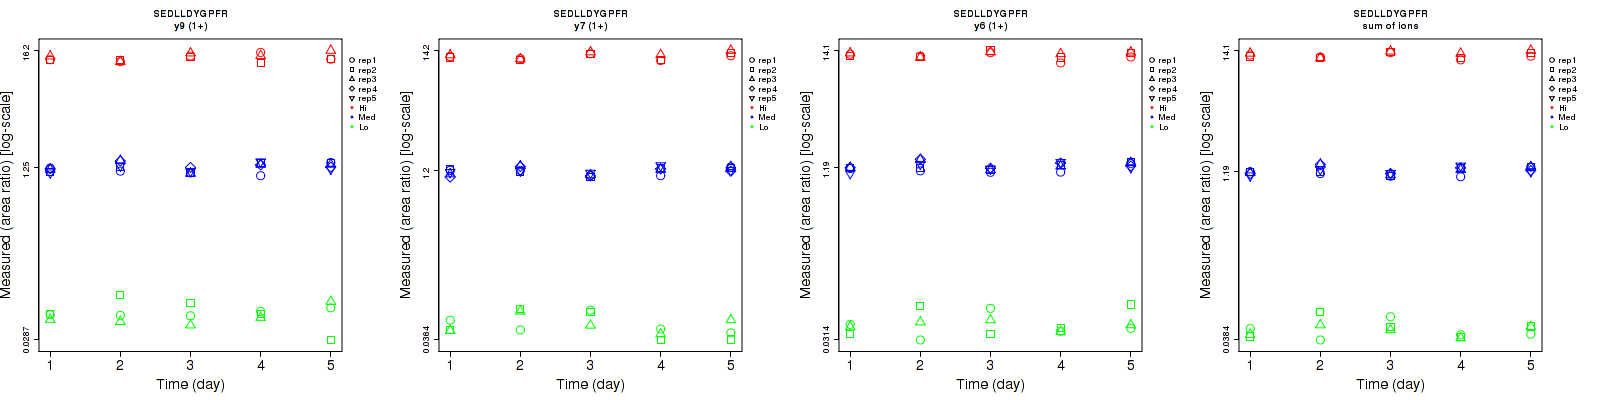 SEDLLDYGPFR
y9 (1+)
Measured (area ratio) [log-scale]
16.2
1.25
0.0287
1 2 3 4 5
Time (day)
rep1
rep2
rep3
rep4
rep5
Hi
Med
Lo
SEDLLDYGPFR
y7 (1+)
Measured (area ratio) [log-scale]
14.2
1.2
0.0364
1 2 3 4 5
Time (day)
rep1
rep2
rep3
rep4
rep5
Hi
Med
Lo
SEDLLDYGPFR
y6 (1+)
Measured (area ratio) [log-scale]
14.1
1.19
0.0314
1 2 3 4 5
Time (day)
rep1
rep2
rep3
rep4
rep5
Hi
Med
Lo
SEDLLDYGPFR
sum of ions
Measured (area ratio) [log-scale]
14.1
1.19
0.0384
1 2 3 4 5
Time (day)
rep1
rep2
rep3
rep4
rep5
Hi
Med
Lo